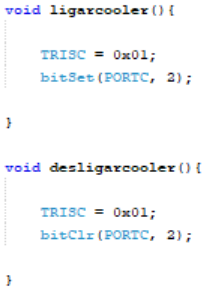 void ligarcooler(){
TRISC = 0x01;
bitSet(PORTC, 2);
}
void desligarcooler(){
TRISC = 0x01;
bitClr(PORTC, 2);
}